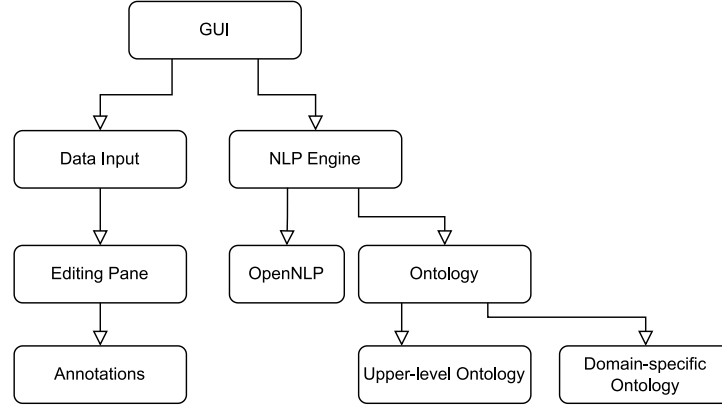 GUI
Data Input
NLP Engine
Editing Pane
OpenNLP
Ontology
Annotations
Upper-level Ontology
Domain-specific
Ontology